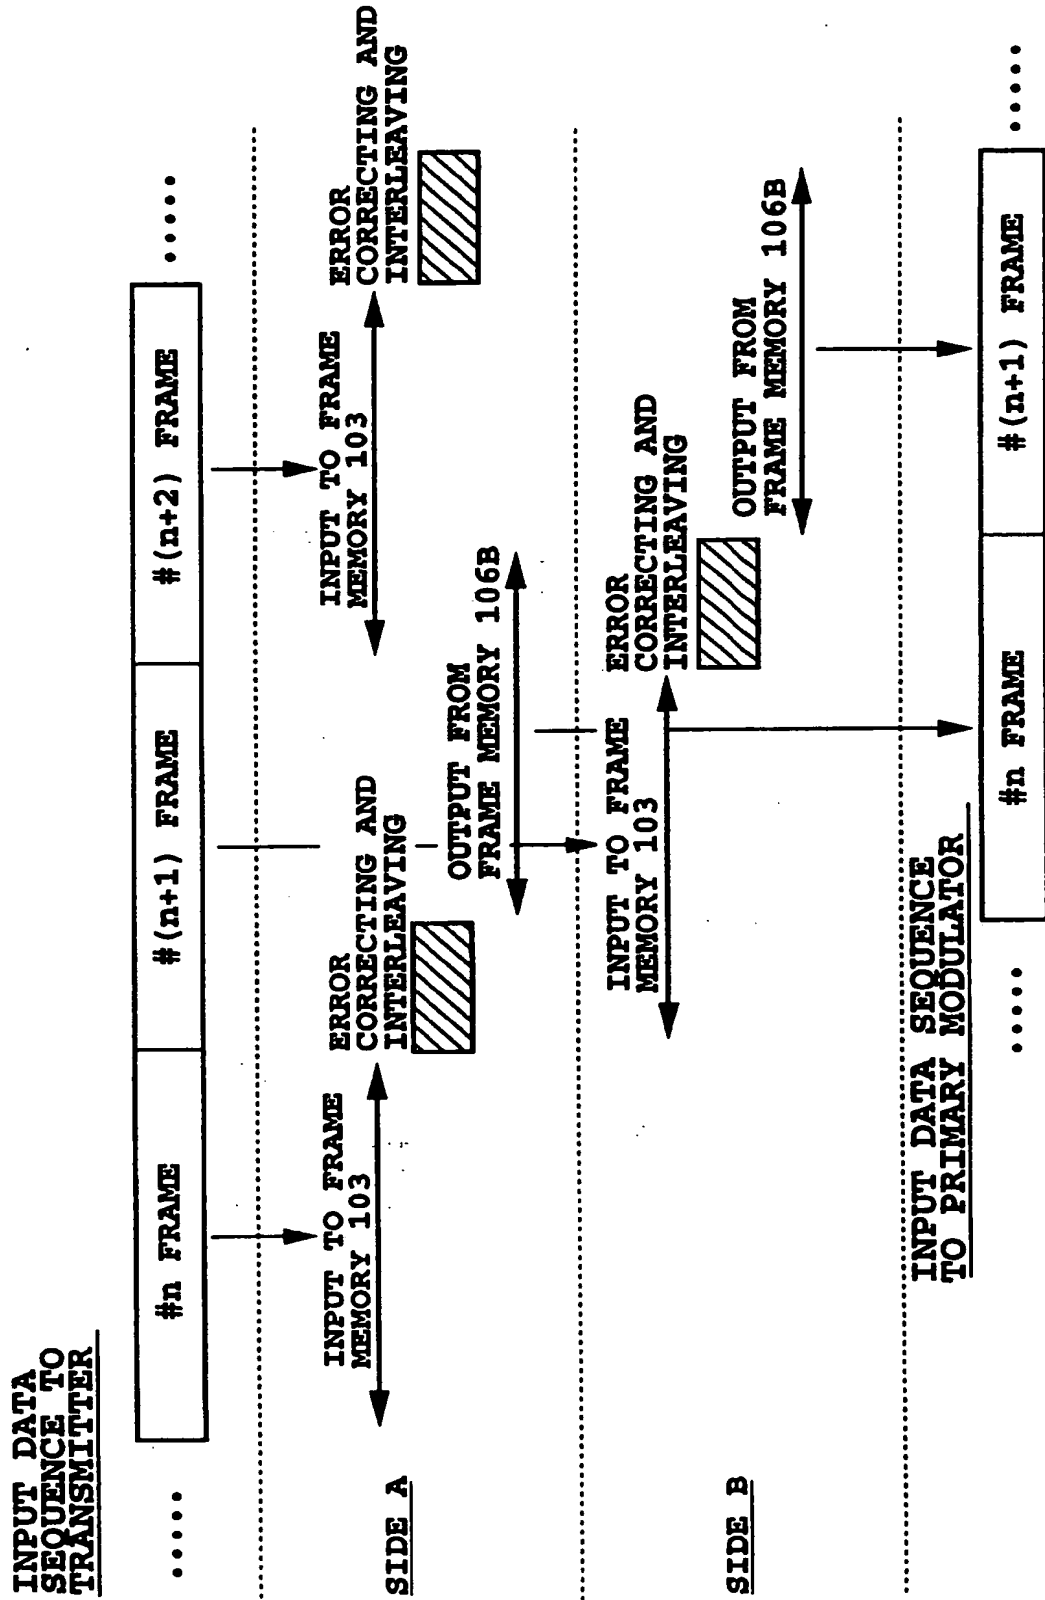 INPUT DATA
SEQUENCE TO
TRANSMITTER
.....
#n FRAME
#(n+1) FRAME
#(n+2) FRAME
.....
SIDE A
INPUT TO FRAME
MEMORY 103
ERROR
CORRECTING AND
INTERLEAVING
OUTPUT FROM
FRAME MEMORY 106B
INPUT TO FRAME
MEMORY 103
ERROR
CORRECTING AND
INTERLEAVING
SIDE B
INPUT TO FRAME
MEMORY 103
ERROR
CORRECTING AND
INTERLEAVING
OUTPUT FROM
FRAME MEMORY 106B
INPUT DATA SEQUENCE
TO PRIMARY MODULATOR
.....
#n FRAME
#(n+1) FRAME
......